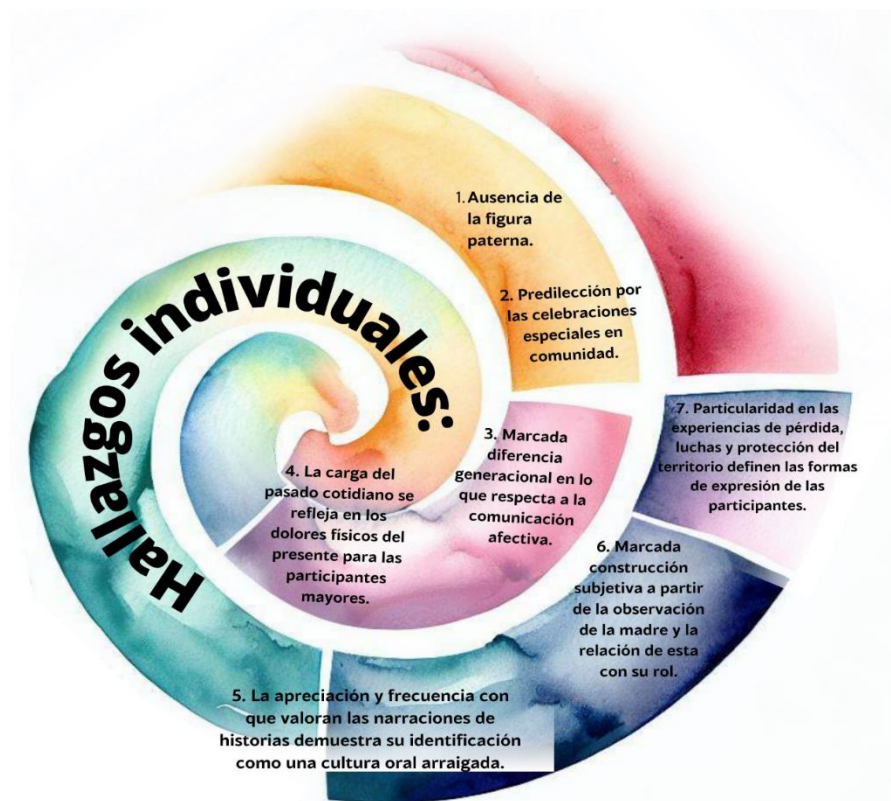 Hallazgos individuales:
1. Ausencia de
la figura
paterna.
2. Predilección por
las celebraciones
especiales en
comunidad.
3. Marcada
diferencia
generacional en lo
que respecta a la
comunicación
afectiva.
4. La carga del
pasado cotidiano se
refleja en los
dolores físicos del
presente para las
participantes
mayores.
5. La apreciación y frecuencia con
que valoran las narraciones de
historias demuestra su identificación
como una cultura oral arraigada.
6. Marcada
construcción
subjetiva a partir
de la observación
de la madre y la
relación de esta
con su rol.
7. Particularidad en las
experiencias de pérdida,
luchas y protección del
territorio definen las formas
de expresión de las
participantes.